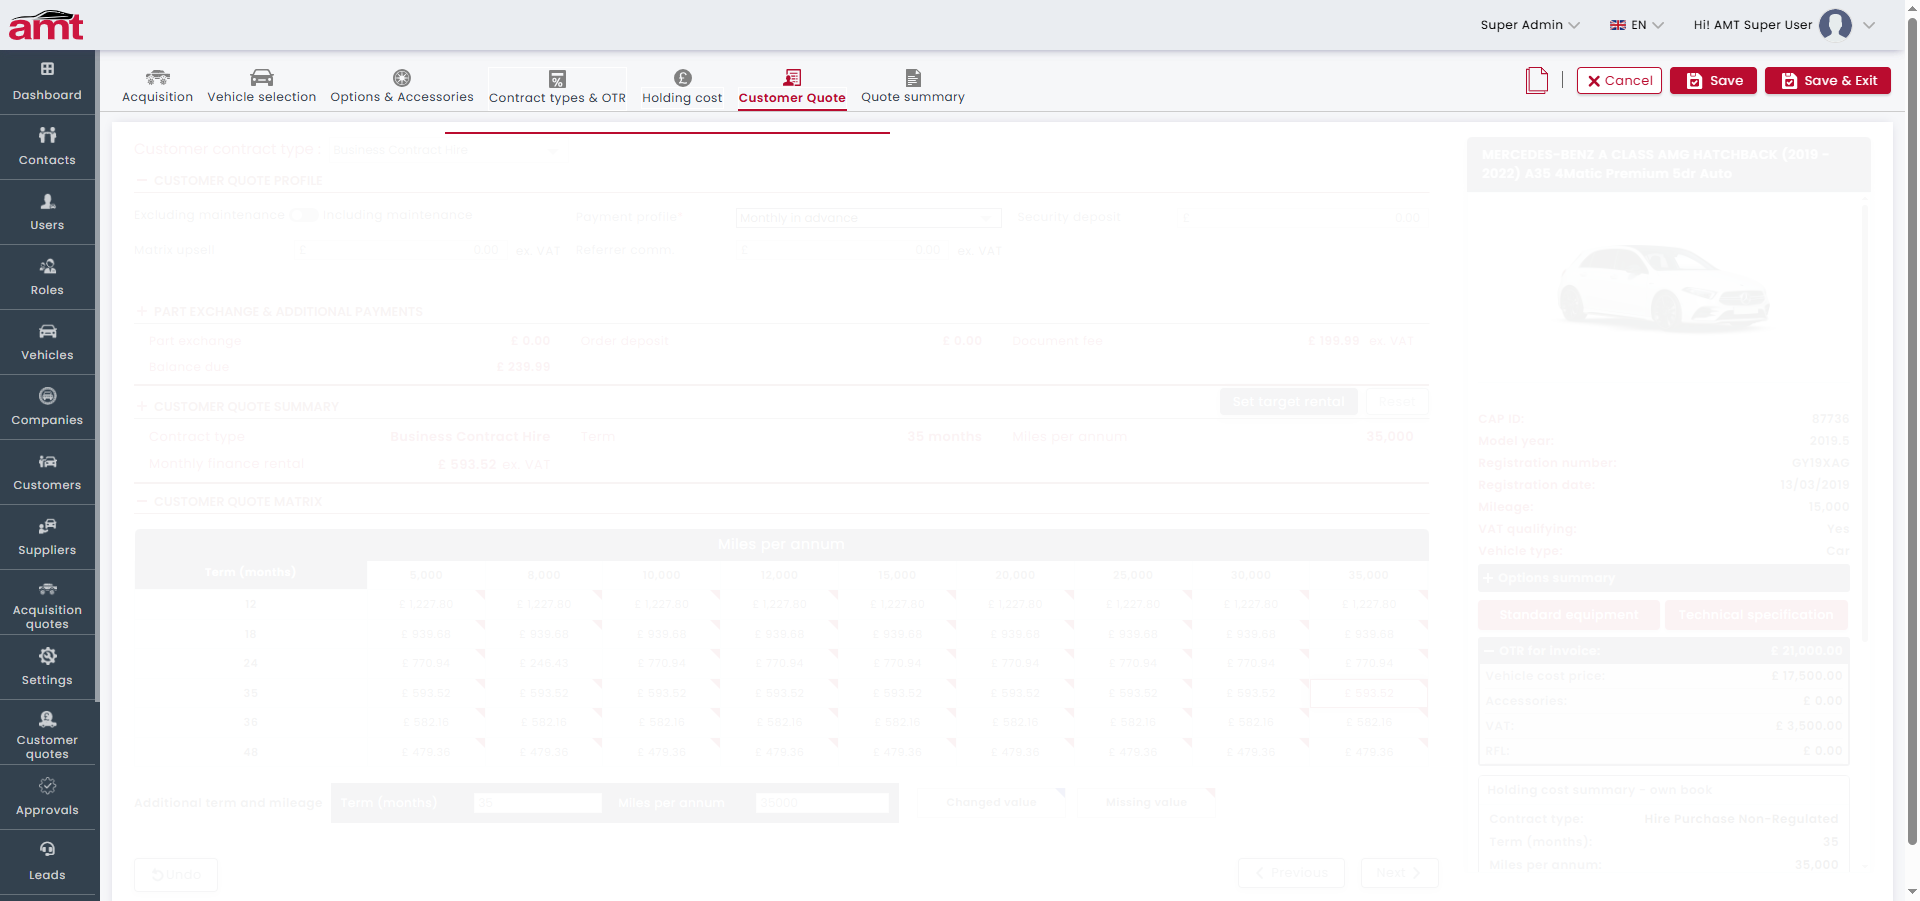 amt
Super Admin
EN
Hi! AMT Super User
Dashboard
Contacts
Users
Roles
Vehicles
Companies
Customers
Suppliers
Acquisition
quotes
Settings
Customer
quotes
Approvals
Leads
Acquisition
Vehicle selection
Options & Accessories
Contract types & OTR
Holding cost
Customer Quote
Quote summary
Cancel
Save
Save & Exit
Customer contract type : Business Contract Hire
CUSTOMER QUOTE PROFILE
Excluding maintenance Including maintenance Payment profile* Monthly in advance Security deposit £ 0.00
Matrix upsell £ 0.00 ex. VAT Referrer comm £ 0.00 ex. VAT
PART EXCHANGE & ADDITIONAL PAYMENTS
Part exchange £ 0.00 Order deposit £ 0.00 Document fee £ 199.99 ex. VAT
Balance due £ 239.99
CUSTOMER QUOTE SUMMARY Set target rental Reset
Contract type Business Contract Hire Term 35 months Miles per annum 35,000
Monthly finance rental £ 593.52 ex. VAT
CUSTOMER QUOTE MATRIX
Miles per annum
Term (months) 5,000 8,000 10,000 12,000 15,000 20,000 25,000 30,000 35,000
12 £ 1,227.80 £ 1,227.80 £ 1,227.80 £ 1,227.80 £ 1,227.80 £ 1,227.80 £ 1,227.80 £ 1,227.80 £ 1,227.80
18 £ 939.68 £ 939.68 £ 939.68 £ 939.68 £ 939.68 £ 939.68 £ 939.68 £ 939.68 £ 939.68
24 £ 770.94 £ 770.94 £ 770.94 £ 770.94 £ 770.94 £ 770.94 £ 770.94 £ 770.94
35 £ 593.52 £ 593.52 £ 593.52 £ 593.52 £ 593.52 £ 593.52 £ 593.52 £ 593.52 £ 593.52
36 £ 582.16 £ 582.16 £ 582.16 £ 582.16 £ 582.16 £ 582.16 £ 582.16 £ 582.16 £ 582.16
48 £ 479.36 £ 479.36 £ 479.36 £ 479.36 £ 479.36 £ 479.36 £ 479.36 £ 479.36 £ 479.36
Additional term and mileage Term (months) 35 Miles per annum 35000 Changed value Missing value
Undo
Previous
Next
MERCEDES-BENZ A CLASS AMG HATCHBACK (2018 -
2022) A35 4Matic Premium 5dr Auto
CAP ID: 87736
Model year: 2019.5
Registration number: GY19XAG
Registration date: 13/03/2019
Mileage: 15,000
VAT qualifying: Yes
Vehicle type: Car
Options summary
Standard equipment
Technical specification
OTR for invoice: £ 21,000.00
Vehicle cost price: £ 17,500.00
Accessories: £ 0.00
VAT: £ 3,500.00
RFL: £ 0.00
Holding cost summary - own book
Contract type: Hire Purchase Non-Regulated
Term (months): 35
Miles per annum: 35,000